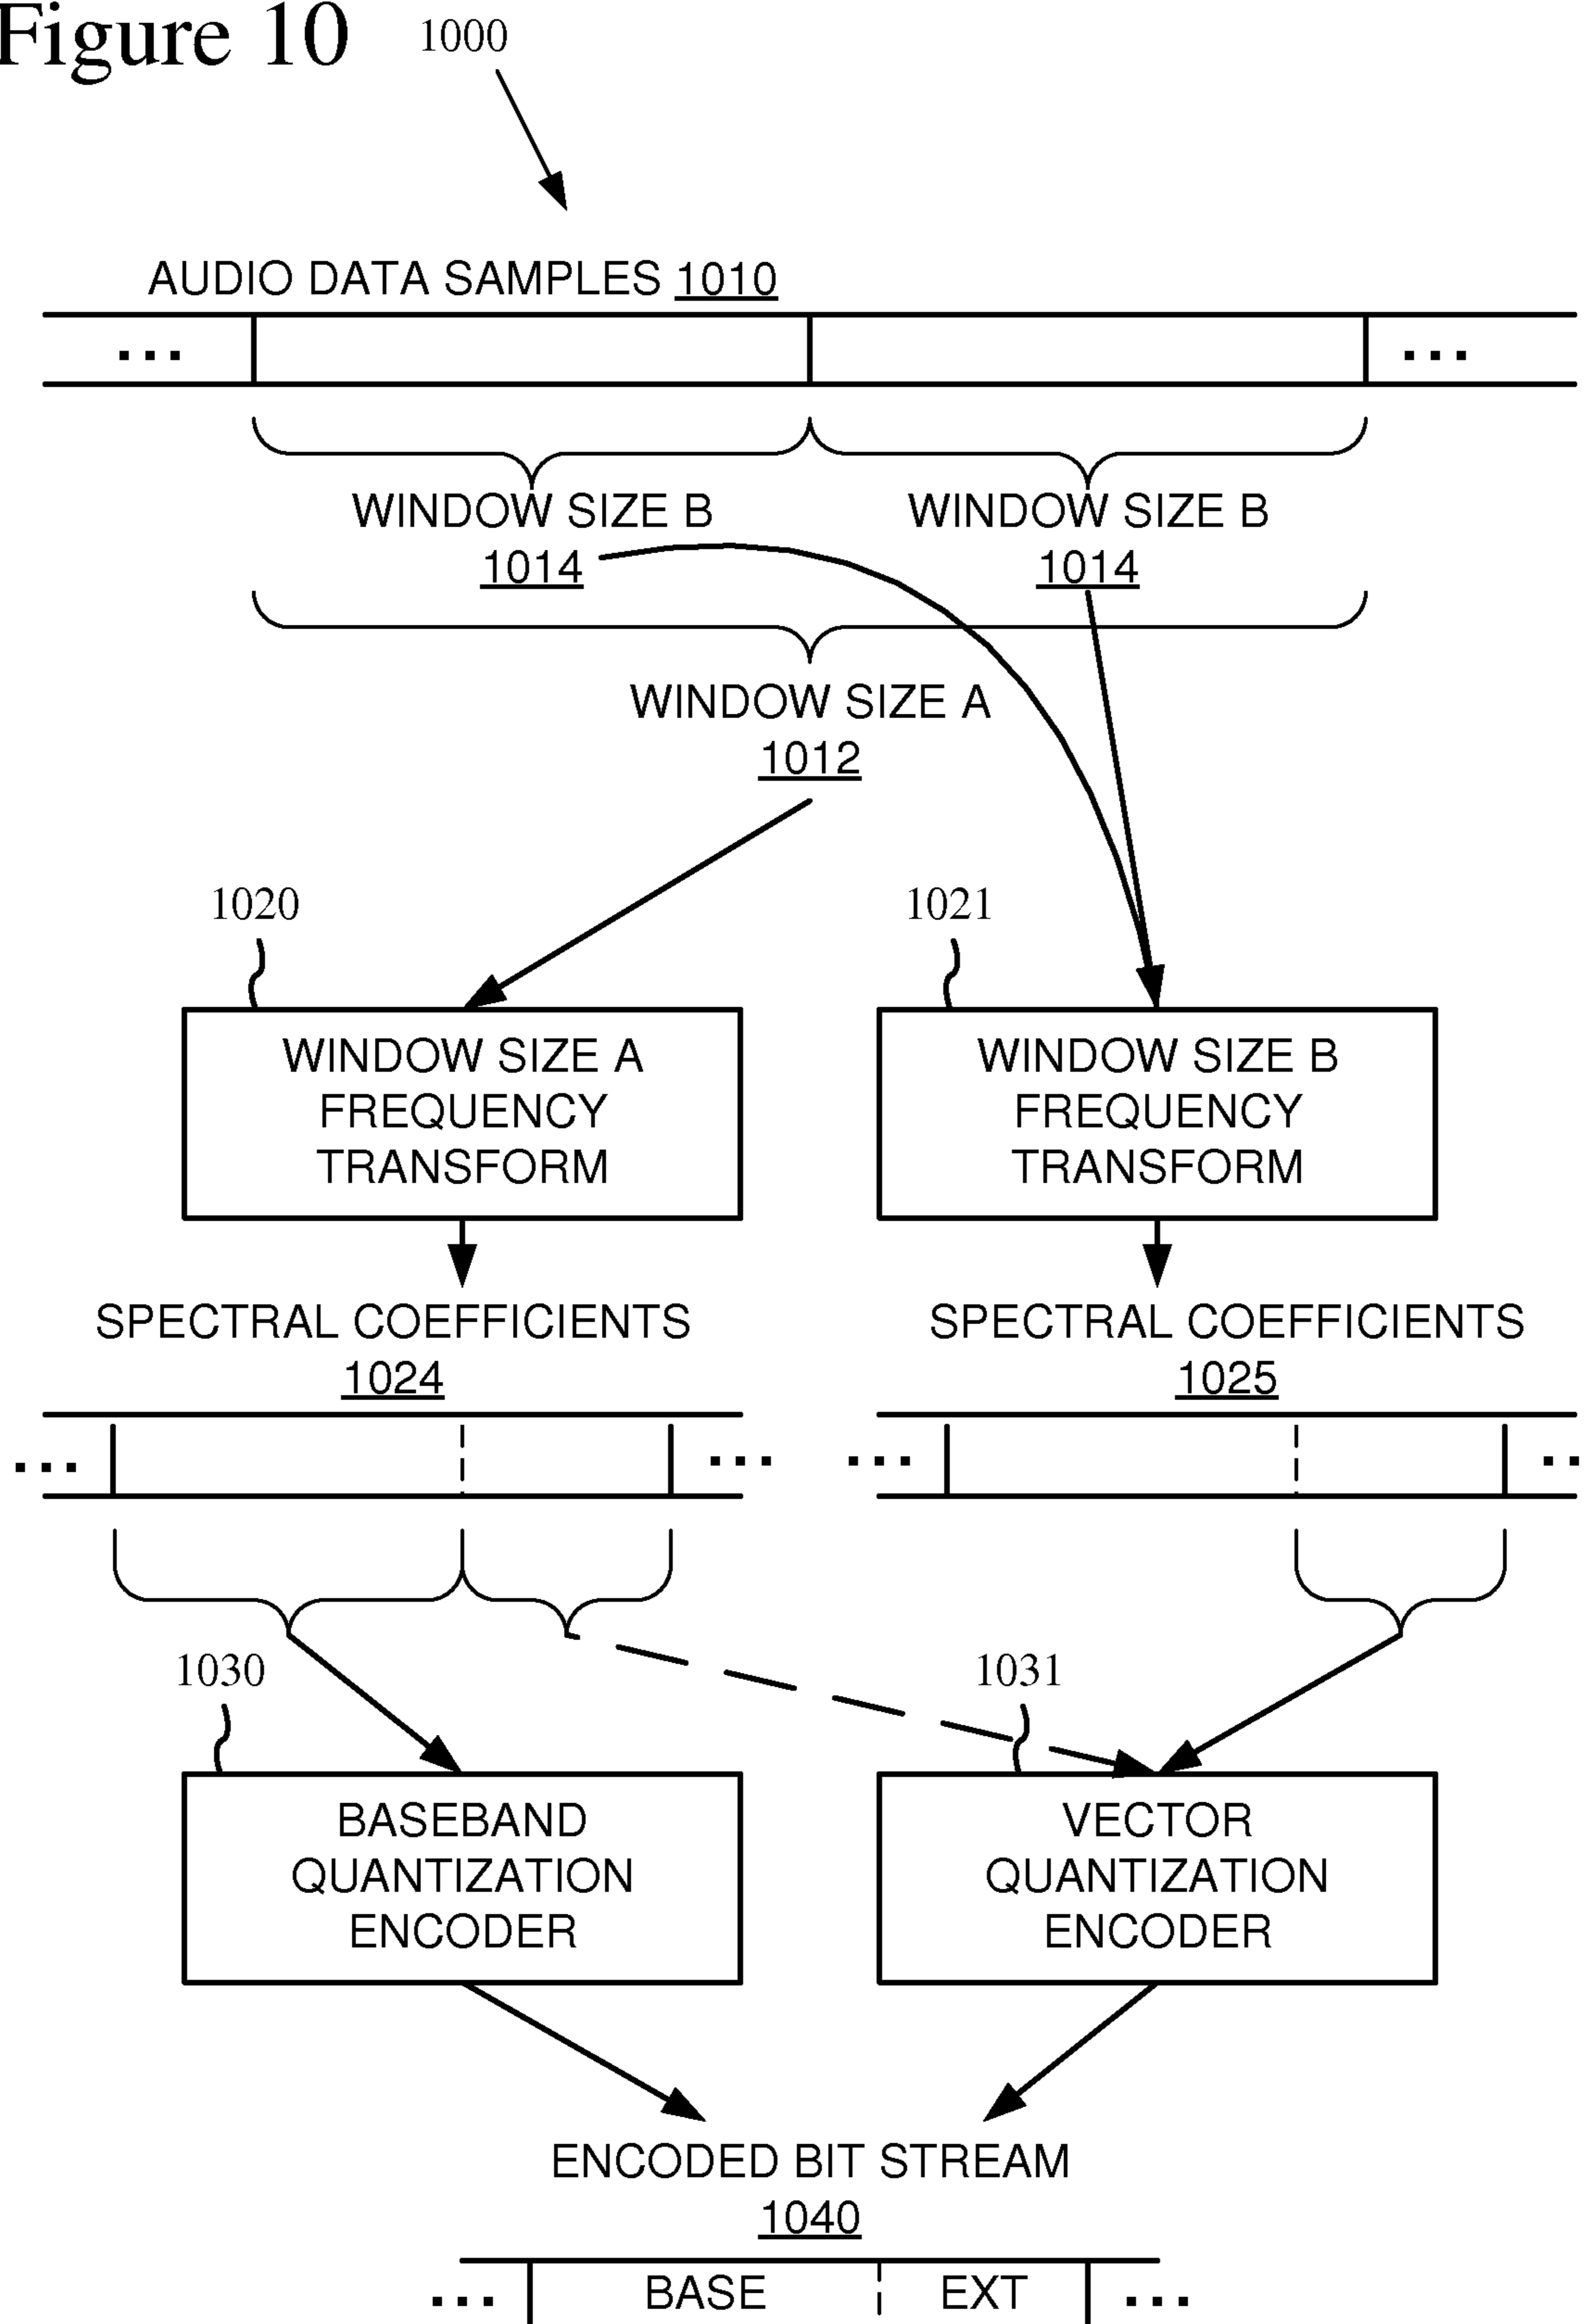 Figure 10
1000
AUDIO DATA SAMPLES 1010
... ...
WINDOW SIZE B WINDOW SIZE B
1014 1014
WINDOW SIZE A
1012
1020 1021
WINDOW SIZE A
FREQUENCY
TRANSFORM
WINDOW SIZE B
FREQUENCY
TRANSFORM
SPECTRAL COEFFICIENTS
1024
SPECTRAL COEFFICIENTS
1025
... ... ... ..
1030 1031
BASEBAND
QUANTIZATION
ENCODER
VECTOR
QUANTIZATION
ENCODER
ENCODED BIT STREAM
1040
... BASE EXT ...